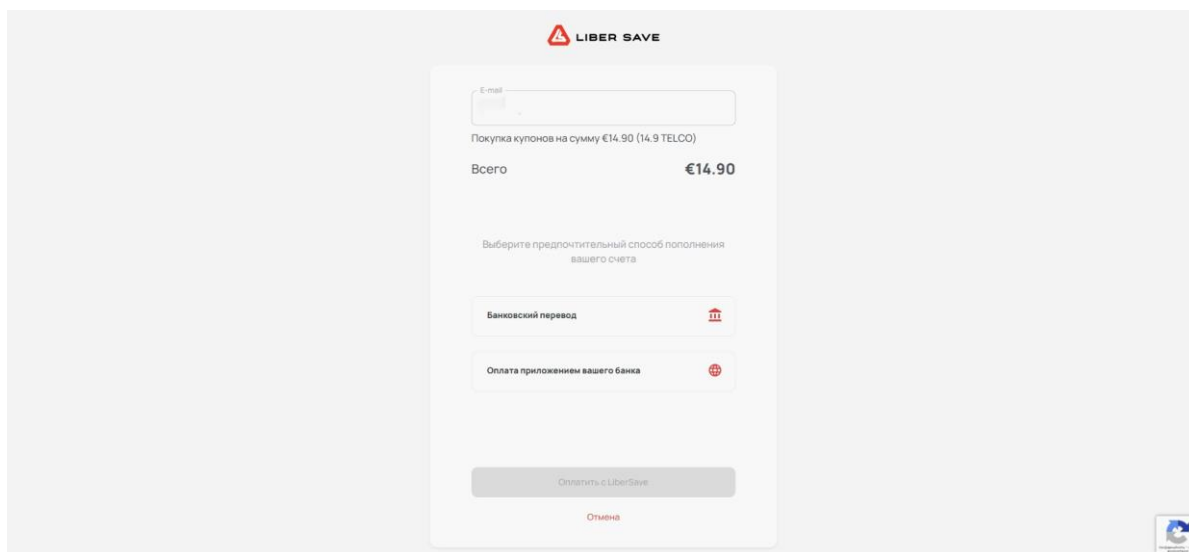 LIBER SAVE
E-mail
Покупка купонов на сумму €14.90 (14.9 TELCO)
Всего €14.90
Выберите предпочтительный способ пополнения
вашего счета
Банковский перевод
Оплата приложением вашего банка
Оплатить с LiberSave
Отмена